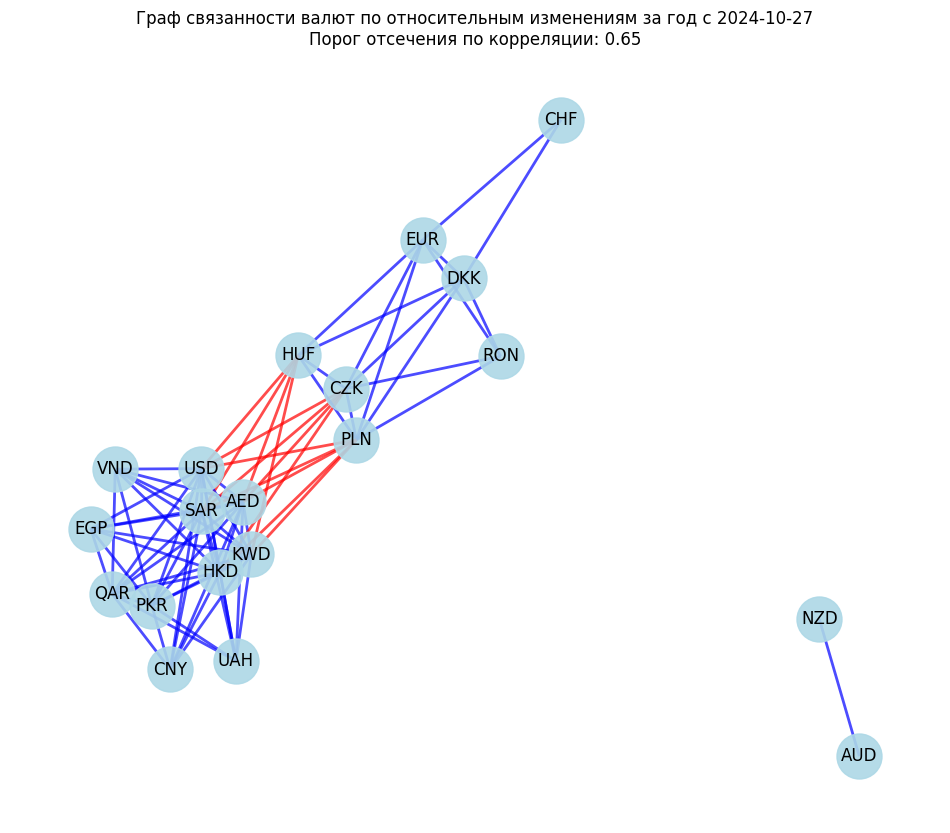 Граф связанности валют по относительным изменениям за год с 2024-10-27
Порог отсечения по корреляции: 0.65
CHF
EUR
DKK
HUF
RON
CZK
PLN
VND
USD
AED
SAR
EGP
KWD
HKD
QAR
PKR
NZD
UAH
CNY
AUD